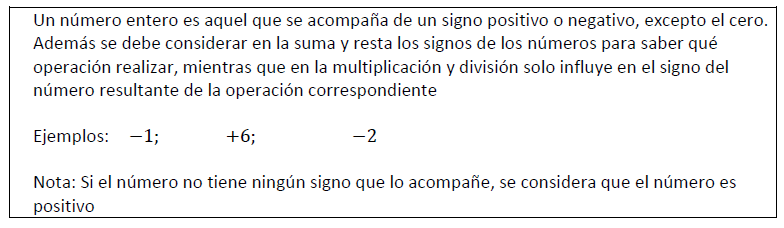 Un número entero es aquel que se acompaña de un signo positivo o negativo, excepto el cero.
Además se debe considerar en la suma y resta los signos de los números para saber qué
operación realizar, mientras que en la multiplicación y división solo influye en el signo del
número resultante de la operación correspondiente
Ejemplos: −1; +6; −2
Nota: Si el número no tiene ningún signo que lo acompañe, se considera que el número es
positivo